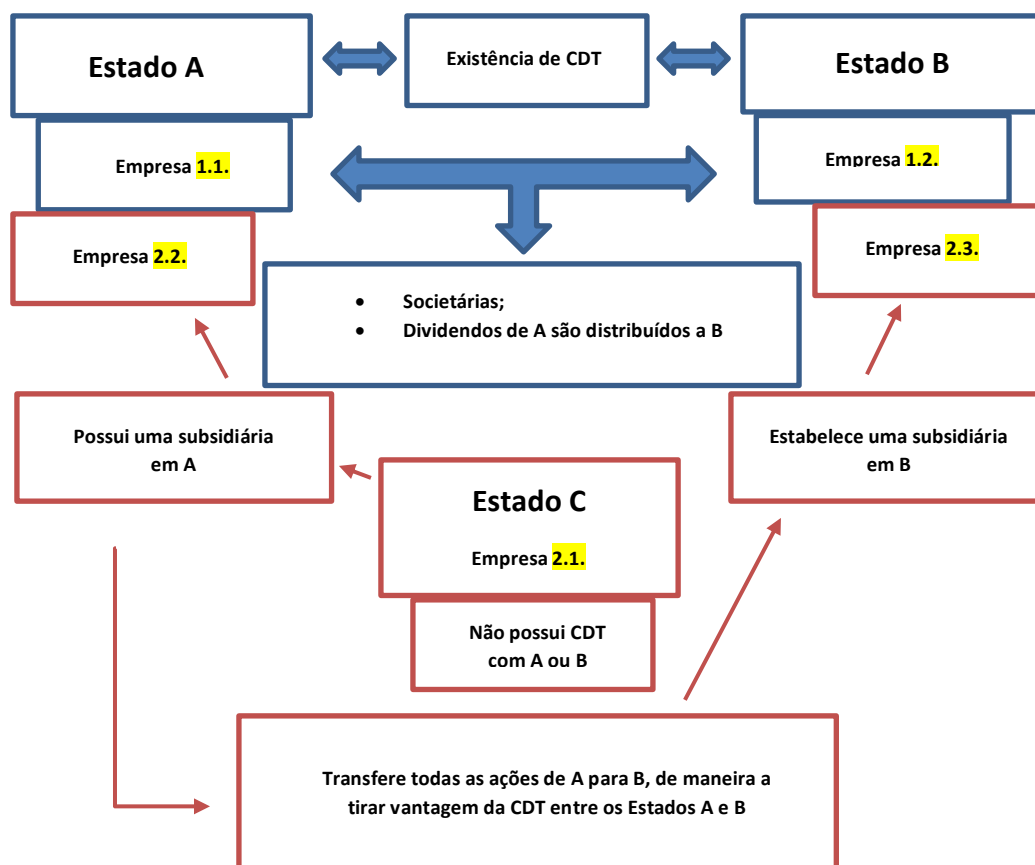 Estado A
Existência de CDT
Estado B
Empresa 1.1.
Empresa 1.2.
Empresa 2.2.
Empresa 2.3.
• Societárias;
• Dividendos de A são distribuídos a B
Possui uma subsidiária
em A
Estabelece uma subsidiária
em B
Estado C
Empresa 2.1.
Não possui CDT
com A ou B
Transfere todas as ações de A para B, de maneira a
tirar vantagem da CDT entre os Estados A e B